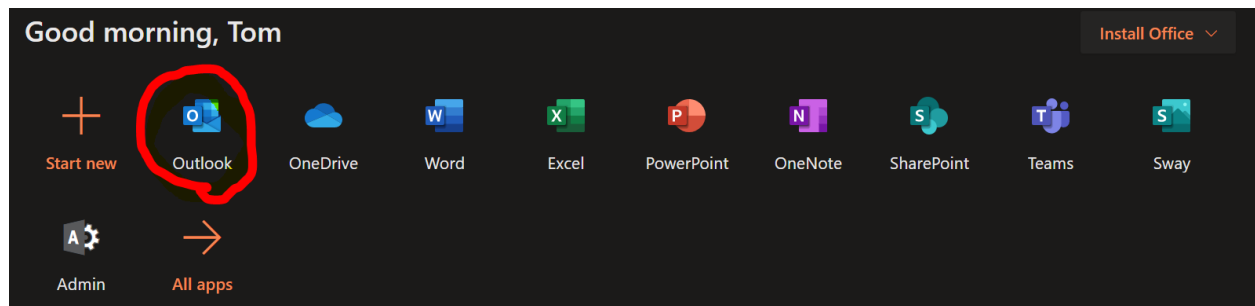 Good morning, Tom
Install Office
Start new
Outlook
OneDrive
Word
Excel
PowerPoint
OneNote
SharePoint
Teams
Sway
Admin
All apps